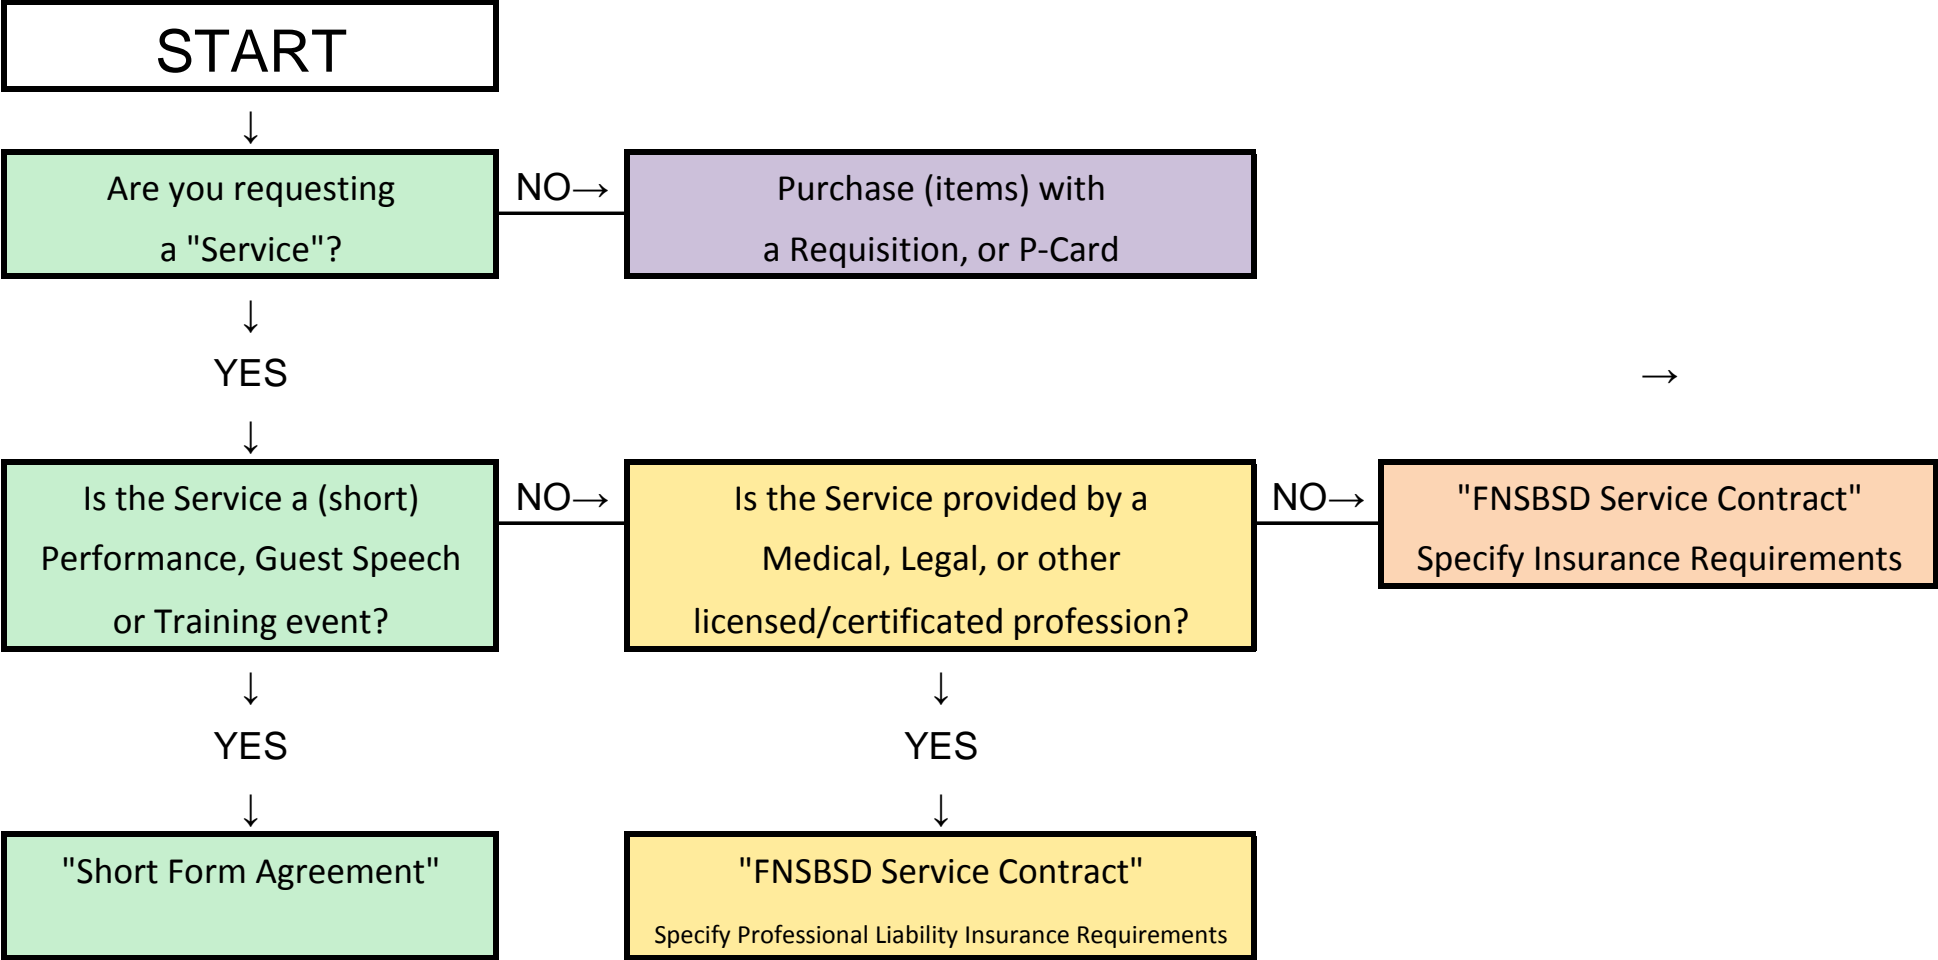 START
↓
Are you requesting
a "Service"?
NO→
Purchase (items) with
a Requisition, or P-Card
↓
YES
→
↓
Is the Service a (short)
Performance, Guest Speech
or Training event?
NO→
Is the Service provided by a
Medical, Legal, or other
licensed/certificated profession?
NO→
"FNSBSD Service Contract"
Specify Insurance Requirements
↓
YES
↓
"Short Form Agreement"
↓
YES
↓
"FNSBSD Service Contract"
Specify Professional Liability Insurance Requirements